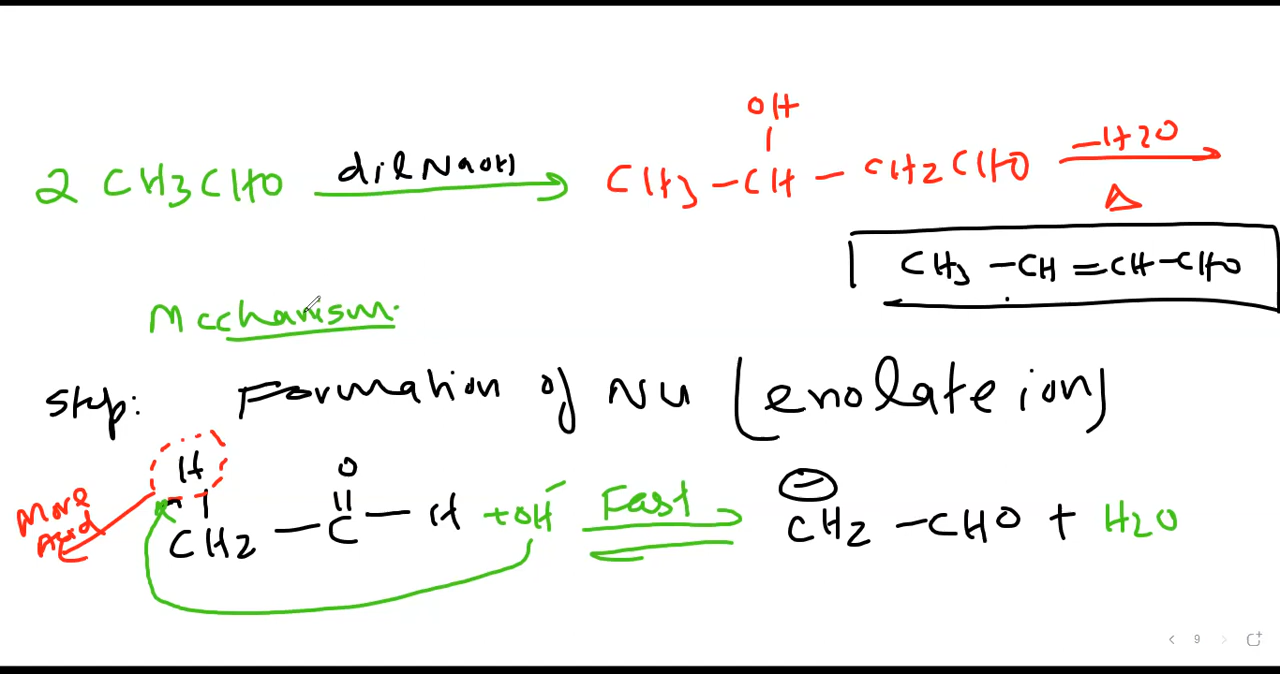 OH
2 CH3CHO dil NaOH CH3 - CH - CH2CHO -H2O
Δ
CH3 - CH = CH - CHO
Mechanism.
Step: Formation of NU (enolate ion)
H
O
More Acid
CH2 - C - H + OH⁻ Fast CH2 - CHO + H2O
9